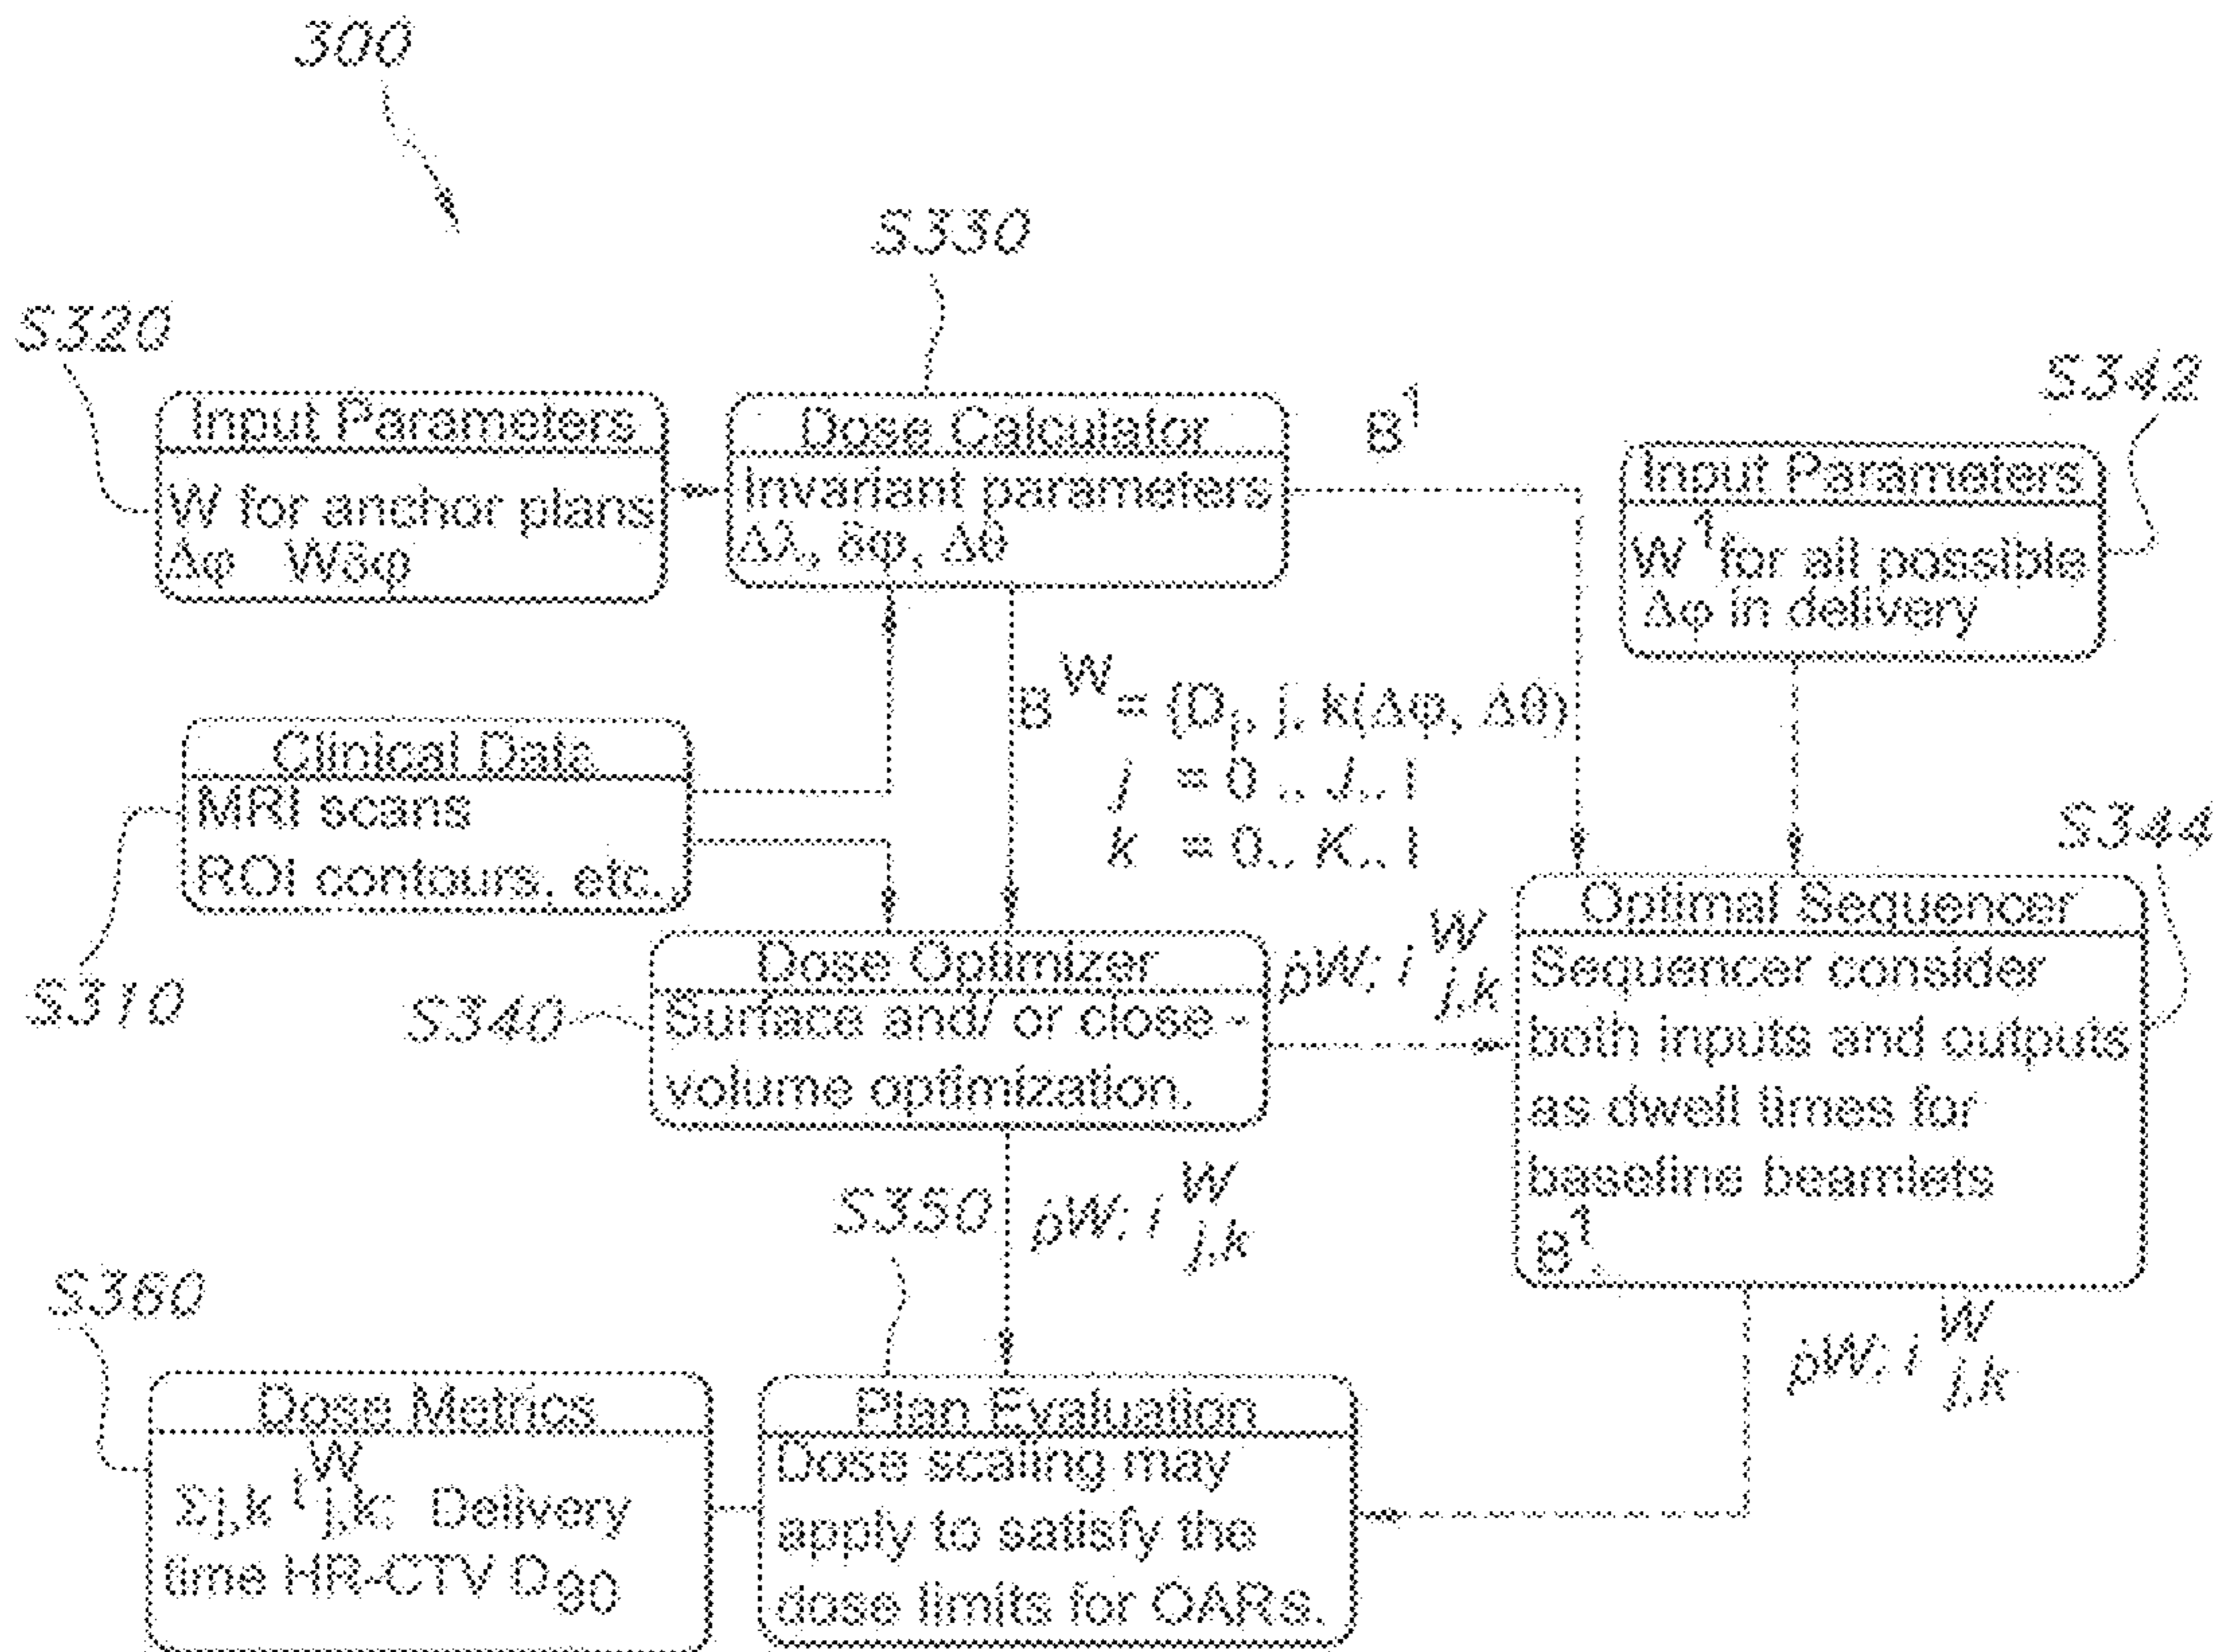 300
S330
S320
S342
Input Parameters
W for anchor plans
Δφ Wδφ
Dose Calculator
Invariant parameters
Δλ, δφ, Δθ
B¹
Input Parameters
W¹ for all possible
Δφ in delivery
Bᵂ = {Dᵢ, j, k(Δφ, Δθ)
j = 0 .. J.. 1
k = 0.. K.. 1
Clinical Data
MRI scans
ROI contours, etc.
S310
S344
S340
Dose Optimizer
Surface and/ or close -
volume optimization.
W
j,k
Optimal Sequencer
Sequencer consider
both inputs and outputs
as dwell times for
baseline beamlets
B¹
S350
W
j,k
W
j,k
S360
Dose Metrics
W
Σj,k tj,k; Delivery
time HR-CTV D90
Plan Evaluation
Dose scaling may
apply to satisfy the
dose limits for OARs.